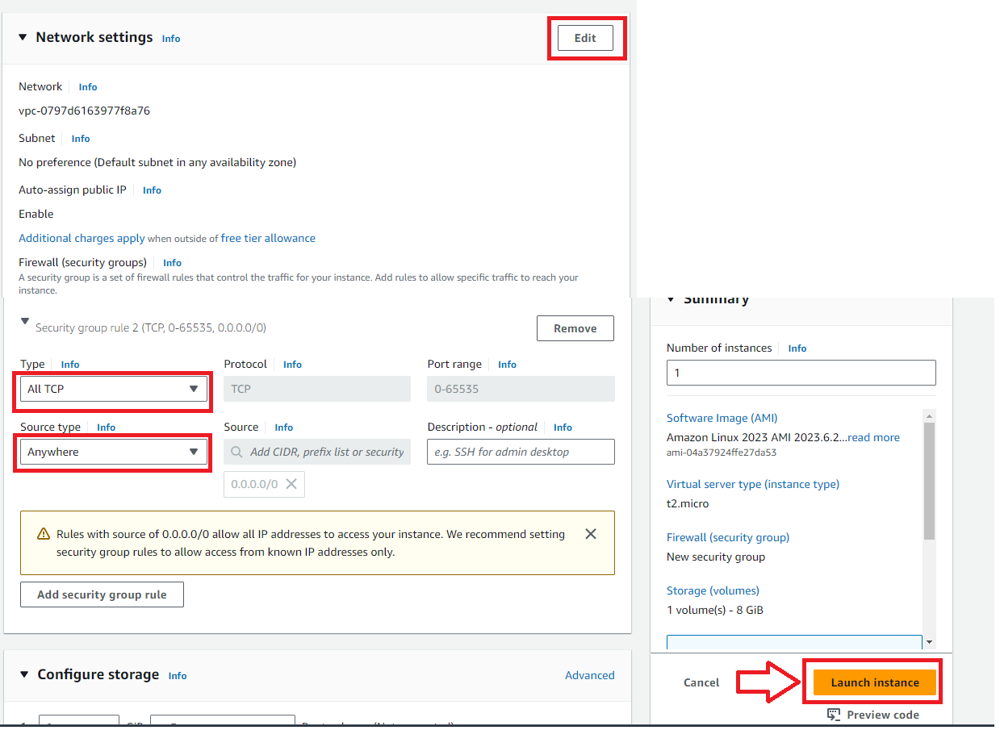 Network settings Info
Edit
Network Info
vpc-0797d6163977f8a76
Subnet Info
No preference (Default subnet in any availability zone)
Auto-assign public IP Info
Enable
Additional charges apply when outside of free tier allowance
Firewall (security groups) Info
A security group is a set of firewall rules that control the traffic for your instance. Add rules to allow specific traffic to reach your
instance.
Security group rule 2 (TCP, 0-65535, 0.0.0.0/0)
Remove
Type Info
Protocol Info
Port range Info
All TCP
TCP
0-65535
Source type Info
Source Info
Description - optional Info
Anywhere
Add CIDR, prefix list or security
e.g. SSH for admin desktop
0.0.0.0/0
Rules with source of 0.0.0.0/0 allow all IP addresses to access your instance. We recommend setting
security group rules to allow access from known IP addresses only.
Add security group rule
Configure storage Info
Advanced
Summary
Number of instances Info
1
Software Image (AMI)
Amazon Linux 2023 AMI 2023.6.2...read more
ami-04a37924ffe27da53
Virtual server type (instance type)
t2.micro
Firewall (security group)
New security group
Storage (volumes)
1 volume(s) - 8 GiB
Cancel
Launch instance
Preview code